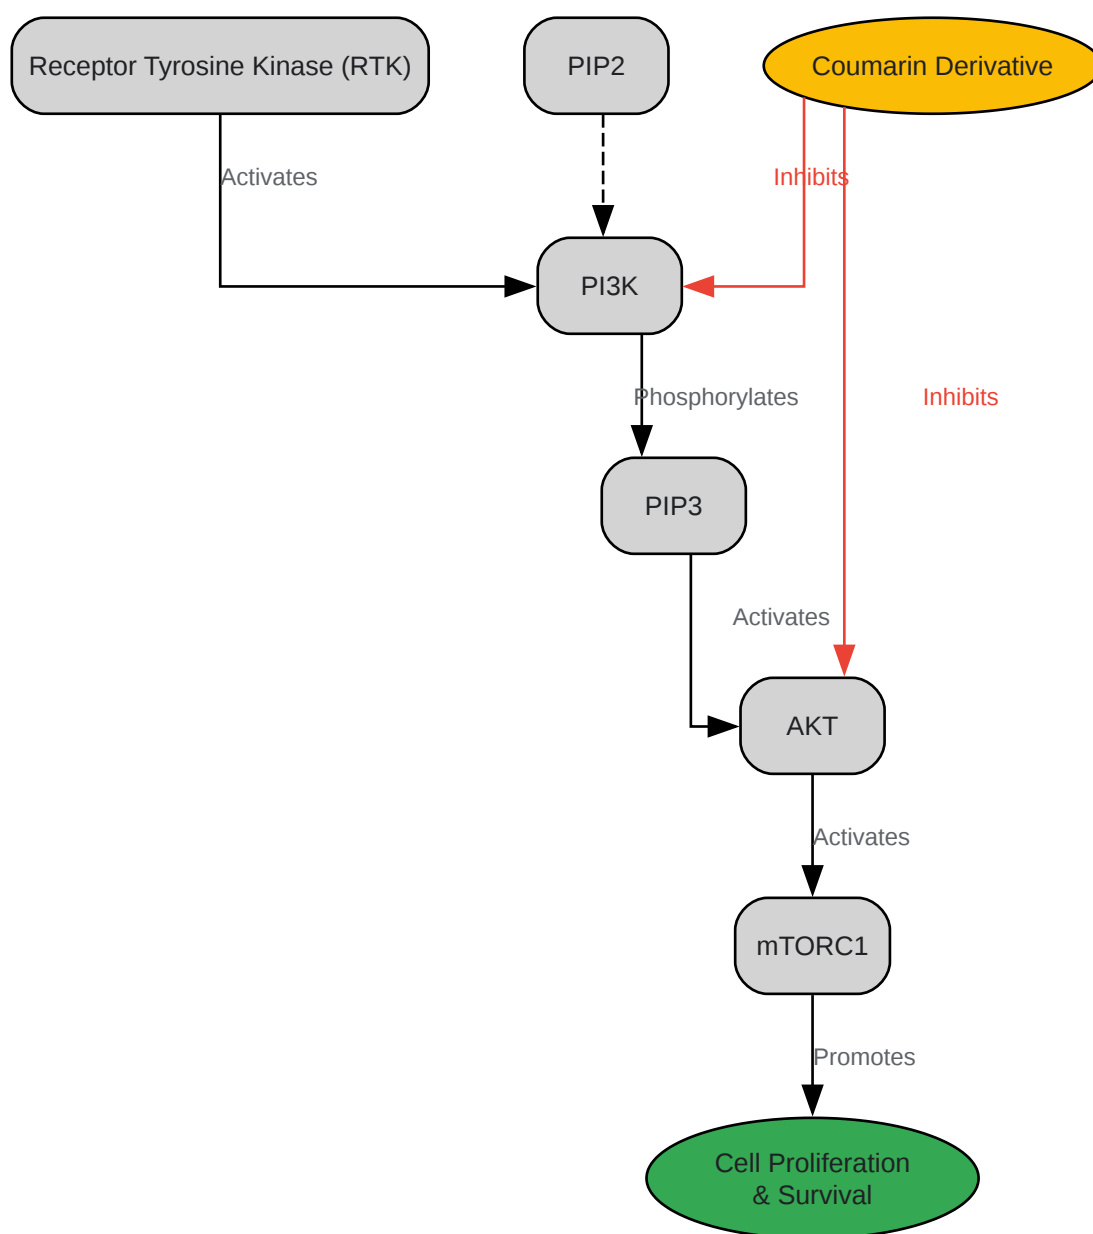 Receptor Tyrosine Kinase (RTK)
PIP2
Coumarin Derivative
Activates
Inhibits
PI3K
Phosphorylates
Inhibits
PIP3
Activates
AKT
Activates
mTORC1
Promotes
Cell Proliferation
& Survival